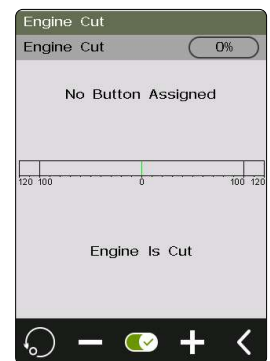 Engine Cut
Engine Cut 0%
No Button Assigned
120 100 0 100 120
Engine Is Cut